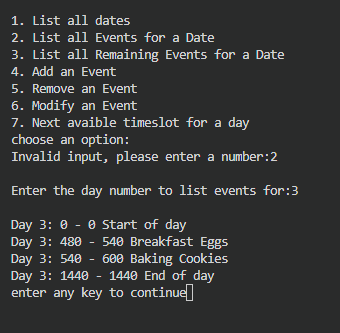 1. List all dates
2. List all Events for a Date
3. List all Remaining Events for a Date
4. Add an Event
5. Remove an Event
6. Modify an Event
7. Next avaible timeslot for a day
choose an option:
Invalid input, please enter a number:2
Enter the day number to list events for:3
Day 3: 0 - 0 Start of day
Day 3: 480 - 540 Breakfast Eggs
Day 3: 540 - 600 Baking Cookies
Day 3: 1440 - 1440 End of day
enter any key to continue